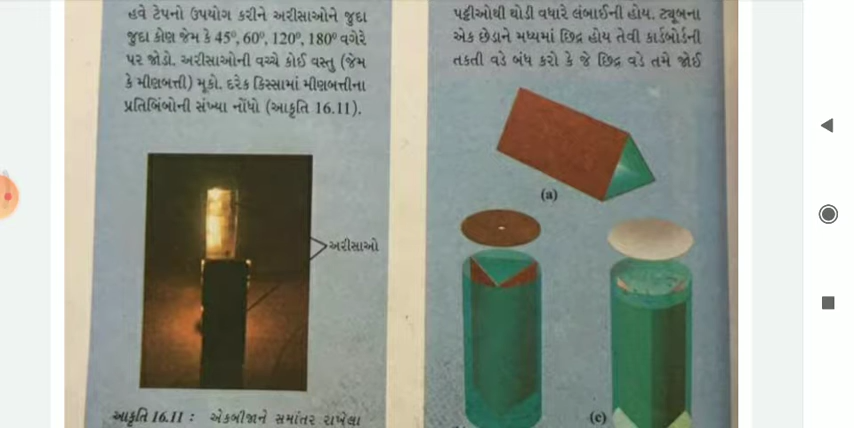 હવે ટેપનો ઉપયોગ કરીને અરીસાઓને જુદા
જુદા કોણ જેમ કે 45°, 60°, 120°, 180° વગેરે
પર જોડો. અરીસાઓની વચ્ચે કોઈ વસ્તુ (જેમ
કે મીણબત્તી) મૂકો. દરેક કિસ્સામાં મીણબત્તીના
પ્રતિબિંબોની સંખ્યા નોંધો (આકૃતિ 16.11).
અરીસાઓ
આકૃતિ 16.11 : એકબીજાને સમાંતર રાખેલા
પટ્ટીઓથી થોડી વધારે લંબાઈની હોય. ટ્યૂબના
એક છેડાને મધ્યમાં છિદ્ર હોય તેવી કાર્ડબોર્ડની
તકતી વડે બંધ કરો કે જે છિદ્ર વડે તમે જોઈ
(a)
(c)